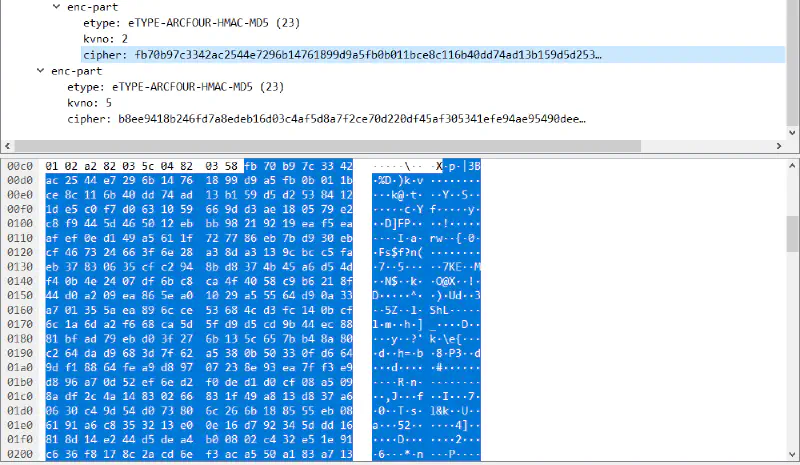 enc-part
etype: eTYPE-ARCFOUR-HMAC-MD5 (23)
kvno: 2
cipher: fb70b97c3342ac2544e7296b14761899d9a5fb0b011bce8c116b40dd74ad13b159d5d253…
enc-part
etype: eTYPE-ARCFOUR-HMAC-MD5 (23)
kvno: 5
cipher: b8ee9418b246fd7a8edeb16d03c4af5d8a7f2ce70d220df45af305341efe94ae95490dee…
00c0 01 02 a2 82 03 5c 04 82 03 58 fb 70 b9 7c 33 42 ·····\·· ·X·p·|3B
00d0 ac 25 44 e7 29 6b 14 76 18 99 d9 a5 fb 0b 01 1b ·%D·)k·v ········
00e0 ce 8c 11 6b 40 dd 74 ad 13 b1 59 d5 d2 53 84 12 ···k@·t· ··Y··S··
00f0 1d e5 c0 f7 d0 63 10 59 66 9d d3 ae 18 05 79 e2 ·····c·Y f·····y·
0100 c8 f9 44 5d 46 50 12 eb bb 98 21 92 19 ea f5 ea ··D]FP·· ··!·····
0110 af ef 0e d1 49 a5 61 1f 72 77 86 eb 7b d9 30 eb ····I·a· rw··{·0·
0120 cf 46 73 24 66 3f 6e 28 a3 8d a3 13 9c bc c5 fa ·Fs$f?n( ········
0130 eb 37 83 06 35 cf c2 94 8b d8 37 4b 45 a6 d5 4d ·7··5··· ··7KE··M
0140 f4 0b 4e 24 07 df 6b c8 ca 4f 40 58 c9 b6 21 8f ··N$··k· ·O@X··!·
0150 44 d0 a2 09 ea 86 5e a0 10 29 a5 55 64 d9 0a 33 D·····^· ·)·Ud··3
0160 a7 01 35 5a ea 89 6c ce 53 68 4c d3 fc 14 0b cf ··5Z··l· ShL·····
0170 6c 1a 6d a2 f6 68 ca 5d 5f d9 d5 cd 9b 44 ec 88 l·m··h·] _····D··
0180 81 bf ad 79 eb d0 3f 27 6b 13 5c 65 7b b4 8a 80 ···y··?' k·\e{···
0190 c2 64 da d9 68 3d 7f 62 a5 38 0b 50 33 0f d6 64 ·d··h=·b ·8·P3··d
01a0 9d f1 88 64 fe a9 d8 97 07 23 8e 93 ea 7f f3 e9 ···d···· ·#······
01b0 d8 96 a7 0d 52 ef 6e d2 f0 de d1 d0 cf 08 a5 09 ····R·n· ········
01c0 8a df 2c 4a 14 83 02 66 83 1f 49 a8 13 d8 37 a6 ··,J···f ··I···7·
01d0 06 30 c4 9d 54 d0 73 80 6c 26 6b 18 85 55 eb 08 ·0··T·s· l&k··U··
01e0 61 91 a6 c8 35 32 13 e0 0e 16 d7 92 34 5d dd 16 a···52·· ····4]··
01f0 81 8d 14 e2 44 d5 de a4 b0 08 02 c4 32 e5 1e 91 ····D··· ····2···
0200 c6 36 f8 17 8c 2a cd 6e f3 ac a5 50 a1 83 a7 13 ·6···*·n ···P····